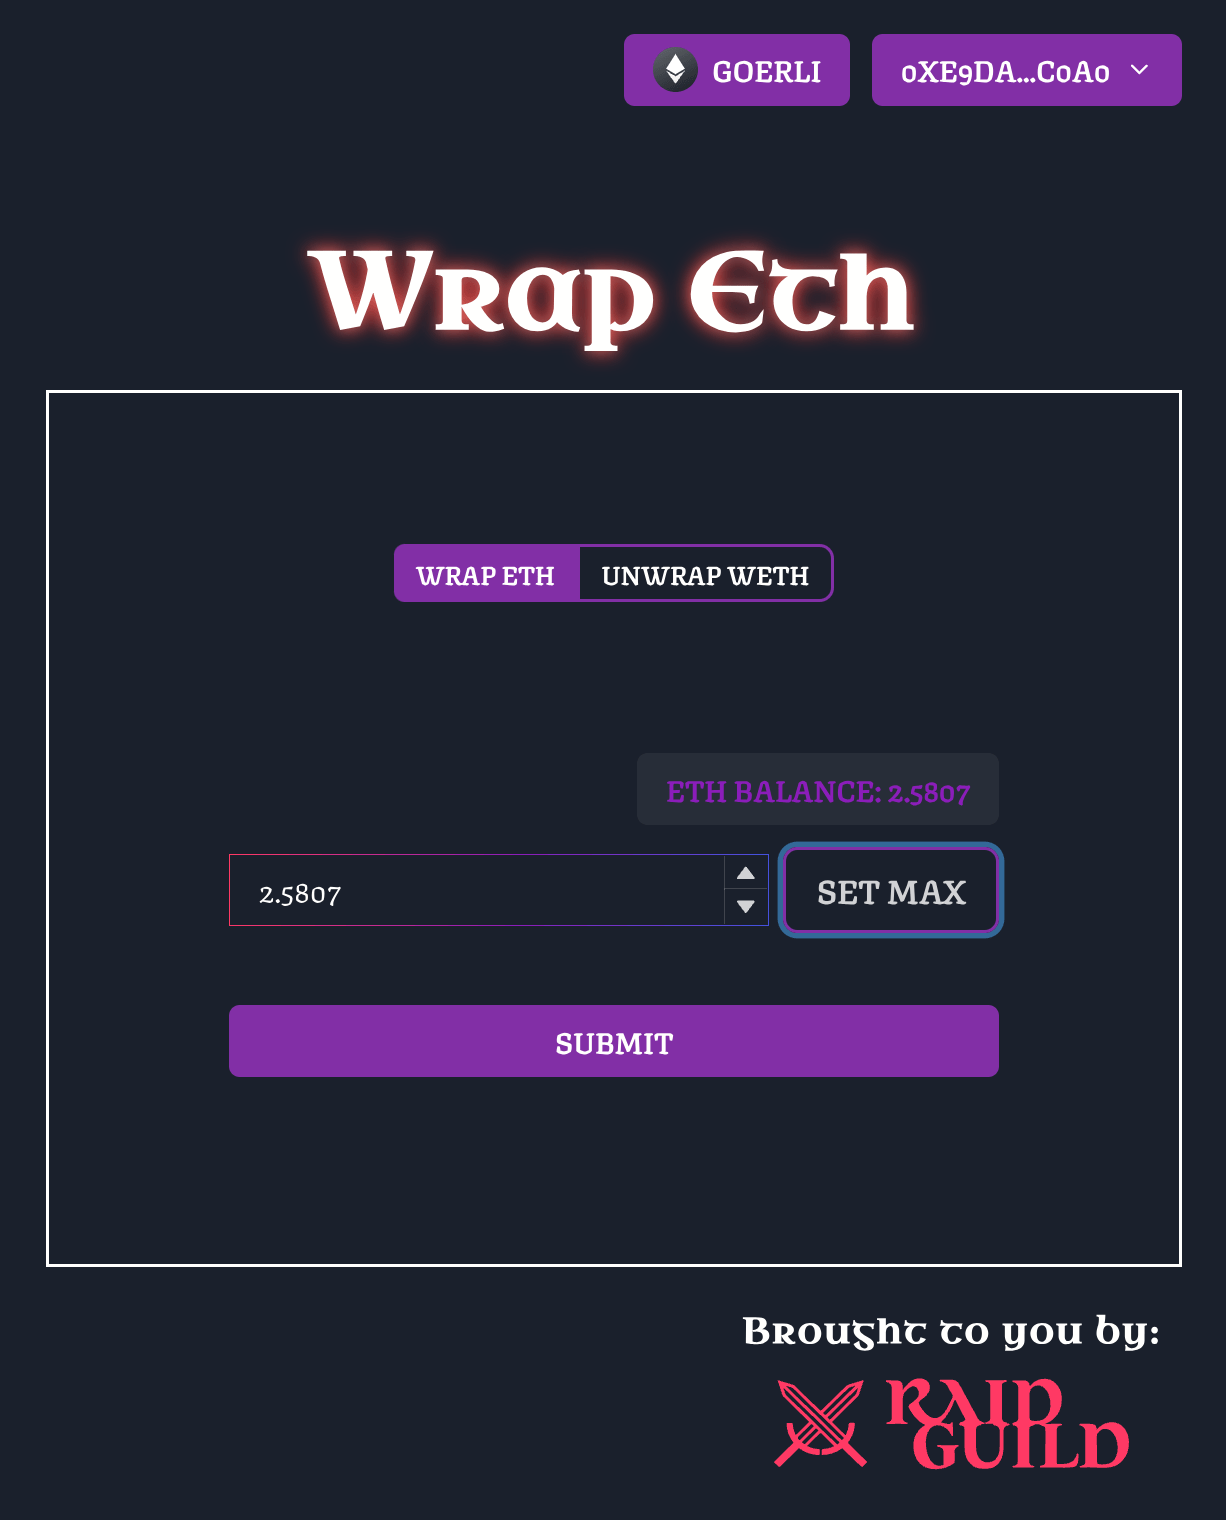 GOERLI
0XE9DA...C0A0
Wrap Eth
WRAP ETH
UNWRAP WETH
ETH BALANCE: 2.5807
2.5807
SET MAX
SUBMIT
Brought to you by:
RAID
GUILD